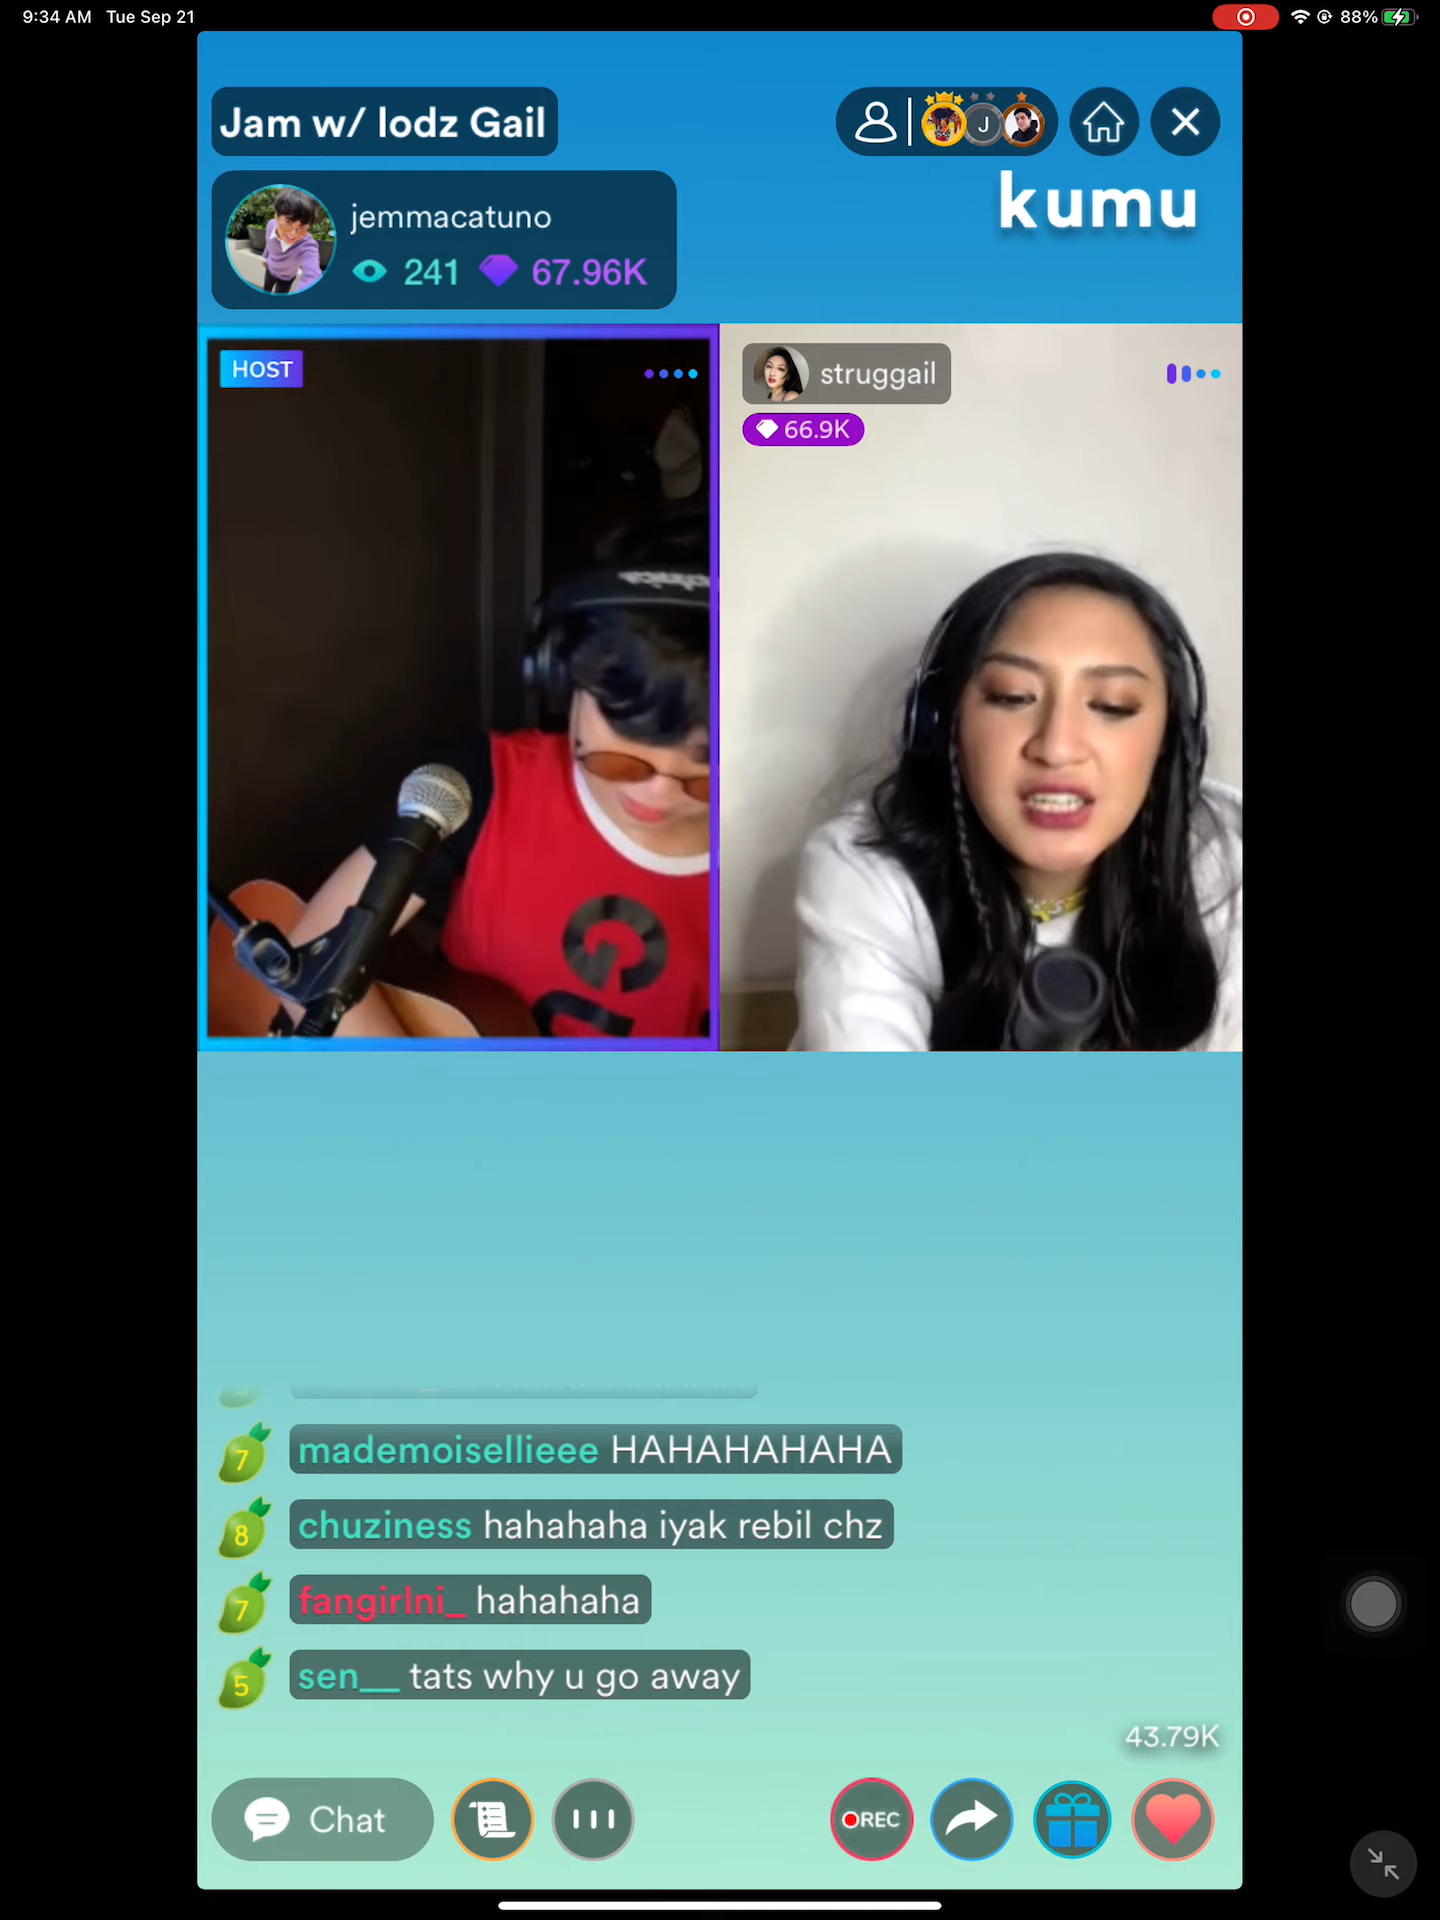 9:34 AM Tue Sep 21
88%
Jam w/ lodz Gail
J
kumu
jemmacatuno
241 67.96K
HOST
struggail
66.9K
G
7 mademoisellieee HAHAHAHAHA
8 chuziness hahahaha iyak rebil chz
7 fangirlni_ hahahaha
5 sen__ tats why u go away
43.79K
Chat
REC